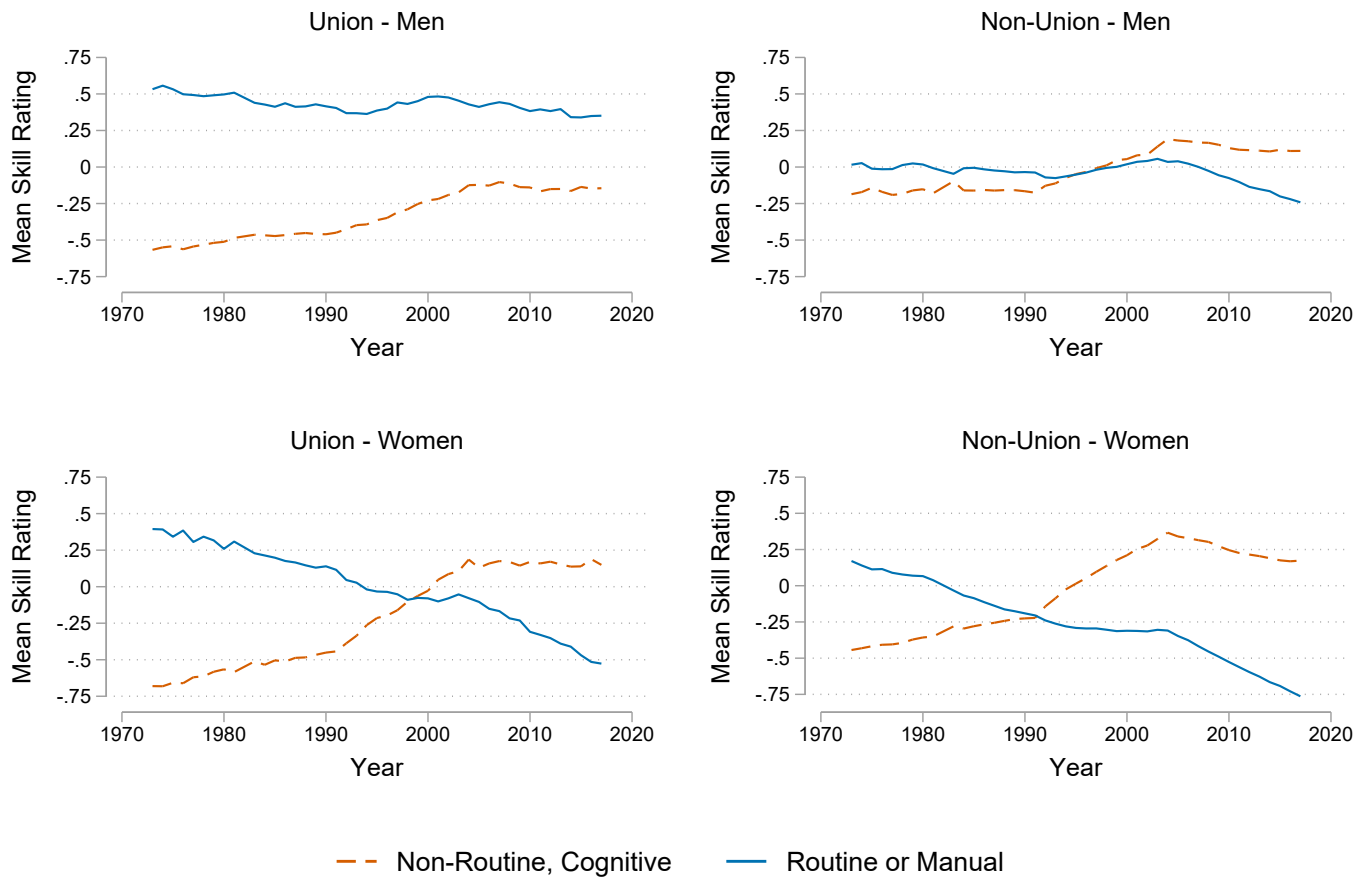 Union - Men
Mean Skill Rating
.75
.5
.25
0
-.25
-.5
-.75
1970 1980 1990 2000 2010 2020
Year
Non-Union - Men
Mean Skill Rating
.75
.5
.25
0
-.25
-.5
-.75
1970 1980 1990 2000 2010 2020
Year
Union - Women
Mean Skill Rating
.75
.5
.25
0
-.25
-.5
-.75
1970 1980 1990 2000 2010 2020
Year
Non-Union - Women
Mean Skill Rating
.75
.5
.25
0
-.25
-.5
-.75
1970 1980 1990 2000 2010 2020
Year
Non-Routine, Cognitive
Routine or Manual